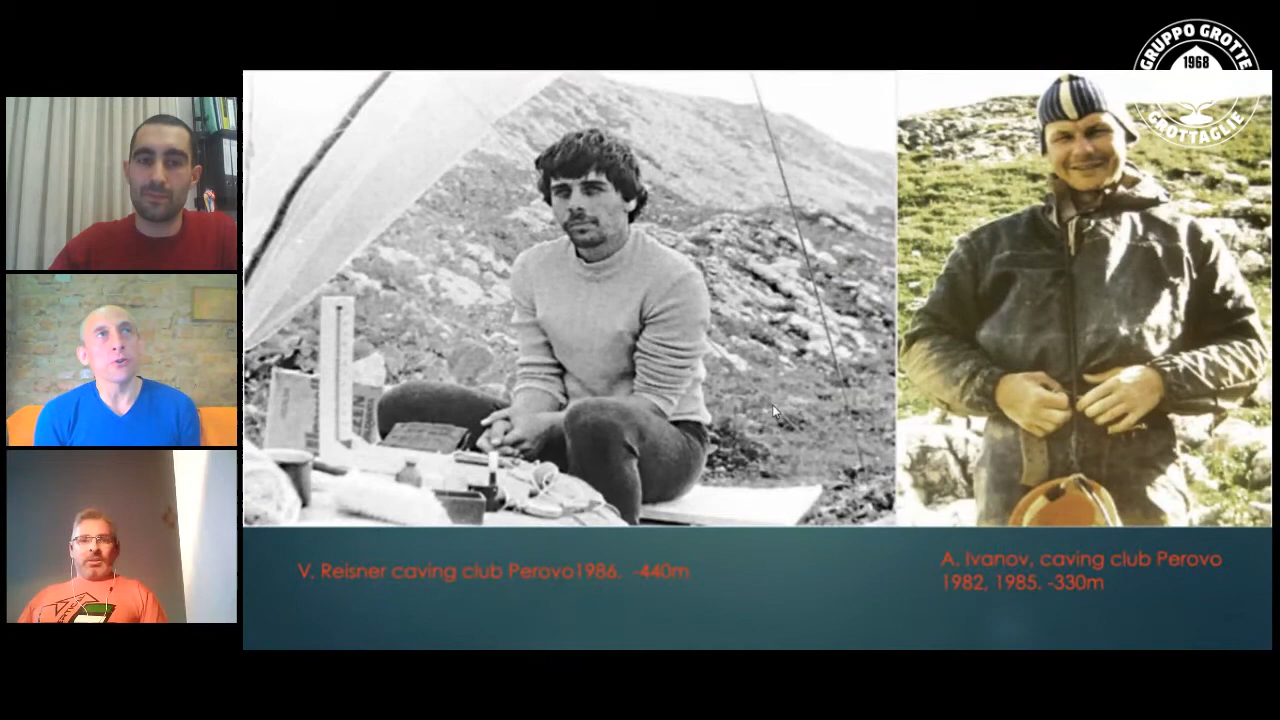 GRUPPO GROTTE
1968
GROTTAGLIE
V. Reisner caving club Perovo1986. -440m
A. Ivanov, caving club Perovo
1982, 1985. -330m